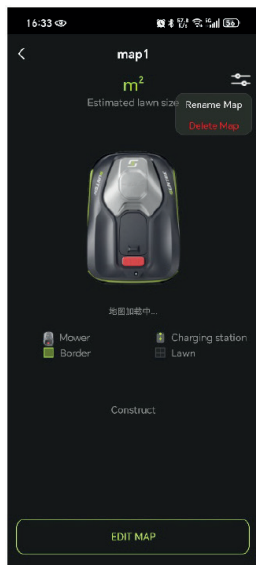 16:33
56
map1
m²
Estimated lawn size
Rename Map
Delete Map
地图加载中...
Mower
Charging station
Border
Lawn
Construct
EDIT MAP